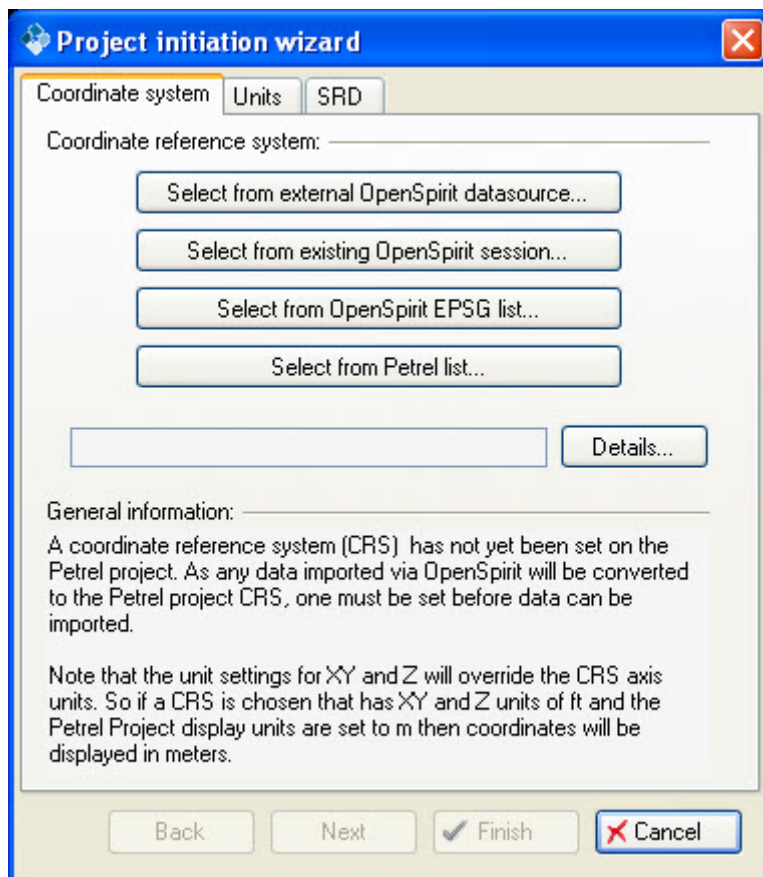 Project initiation wizard
Coordinate system Units SRD
Coordinate reference system:
Select from external OpenSpirit datasource...
Select from existing OpenSpirit session...
Select from OpenSpirit EPSG list...
Select from Petrel list...
Details...
General information:
A coordinate reference system (CRS) has not yet been set on the
Petrel project. As any data imported via OpenSpirit will be converted
to the Petrel project CRS, one must be set before data can be
imported.
Note that the unit settings for XY and Z will override the CRS axis
units. So if a CRS is chosen that has XY and Z units of ft and the
Petrel Project display units are set to m then coordinates will be
displayed in meters.
Back Next Finish Cancel